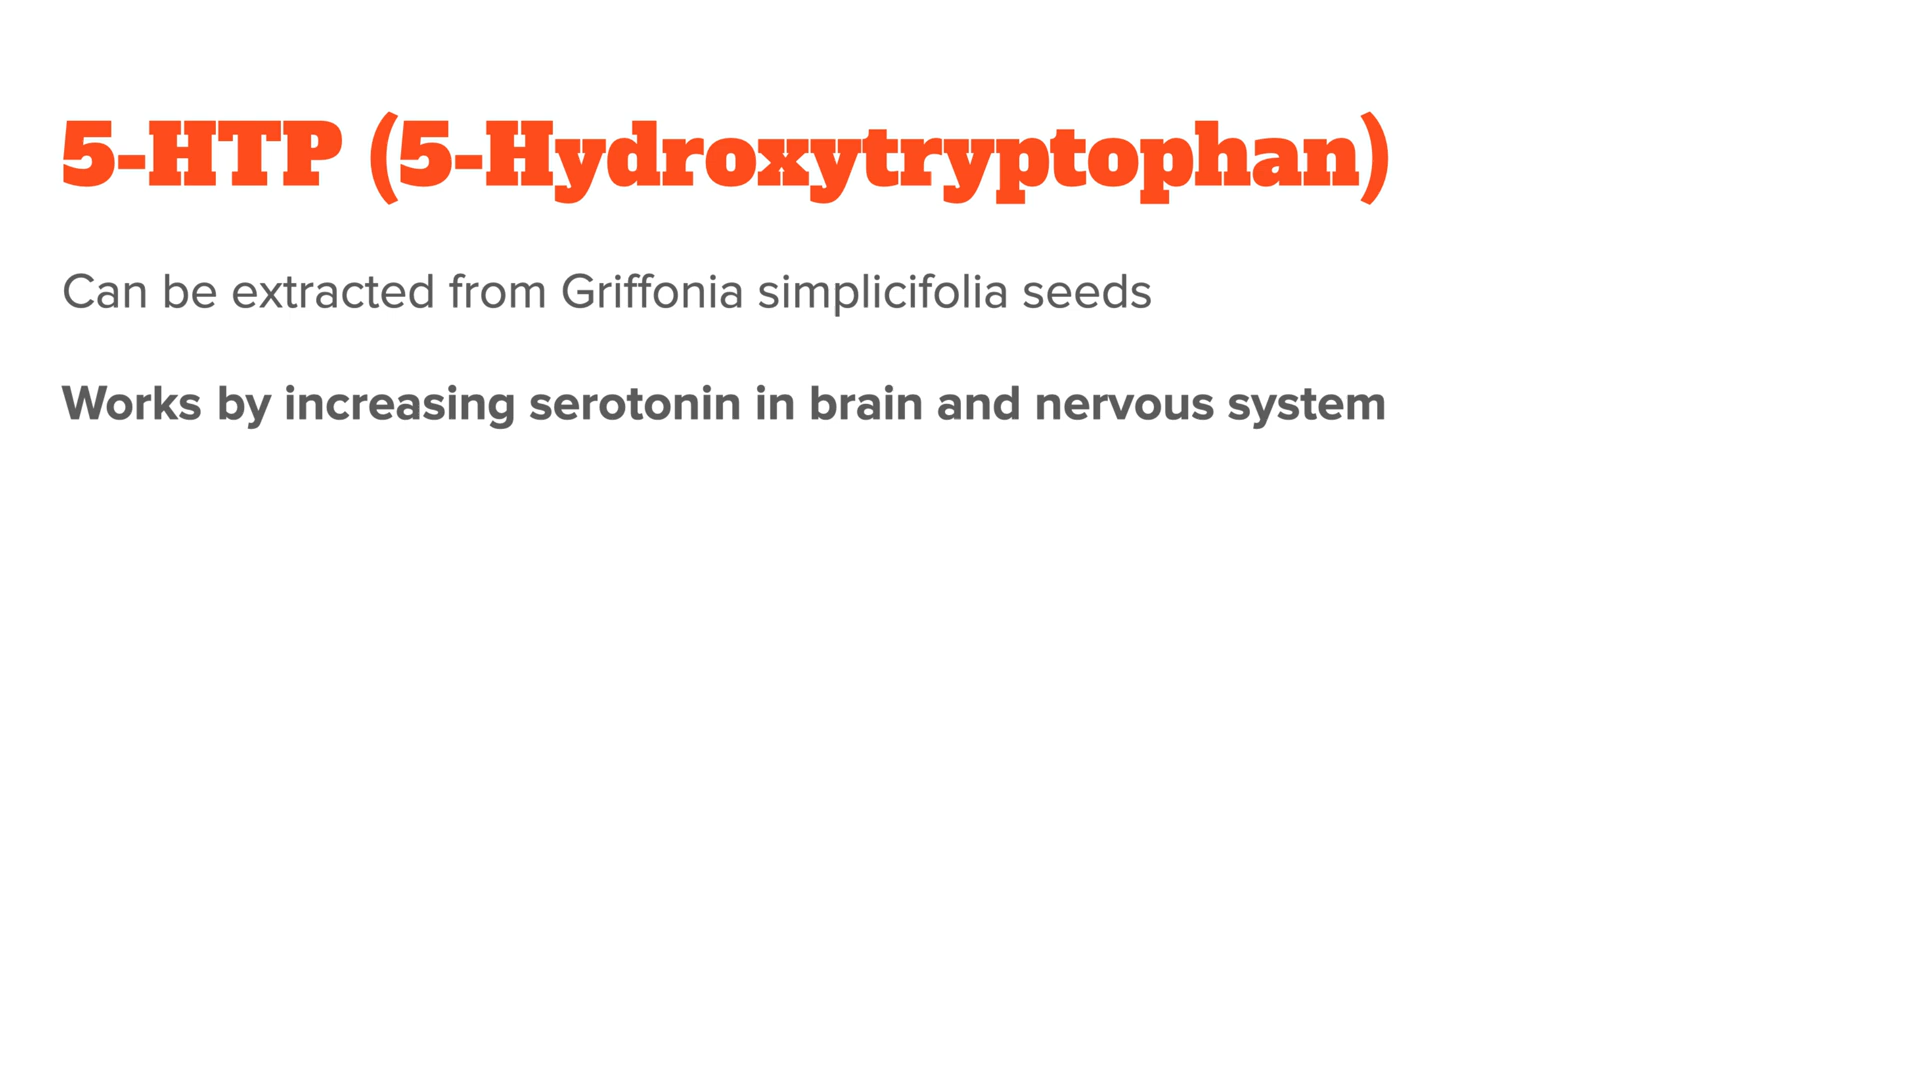 5-HTP (5-Hydroxytryptophan)
Can be extracted from Griffonia simplicifolia seeds
Works by increasing serotonin in brain and nervous system